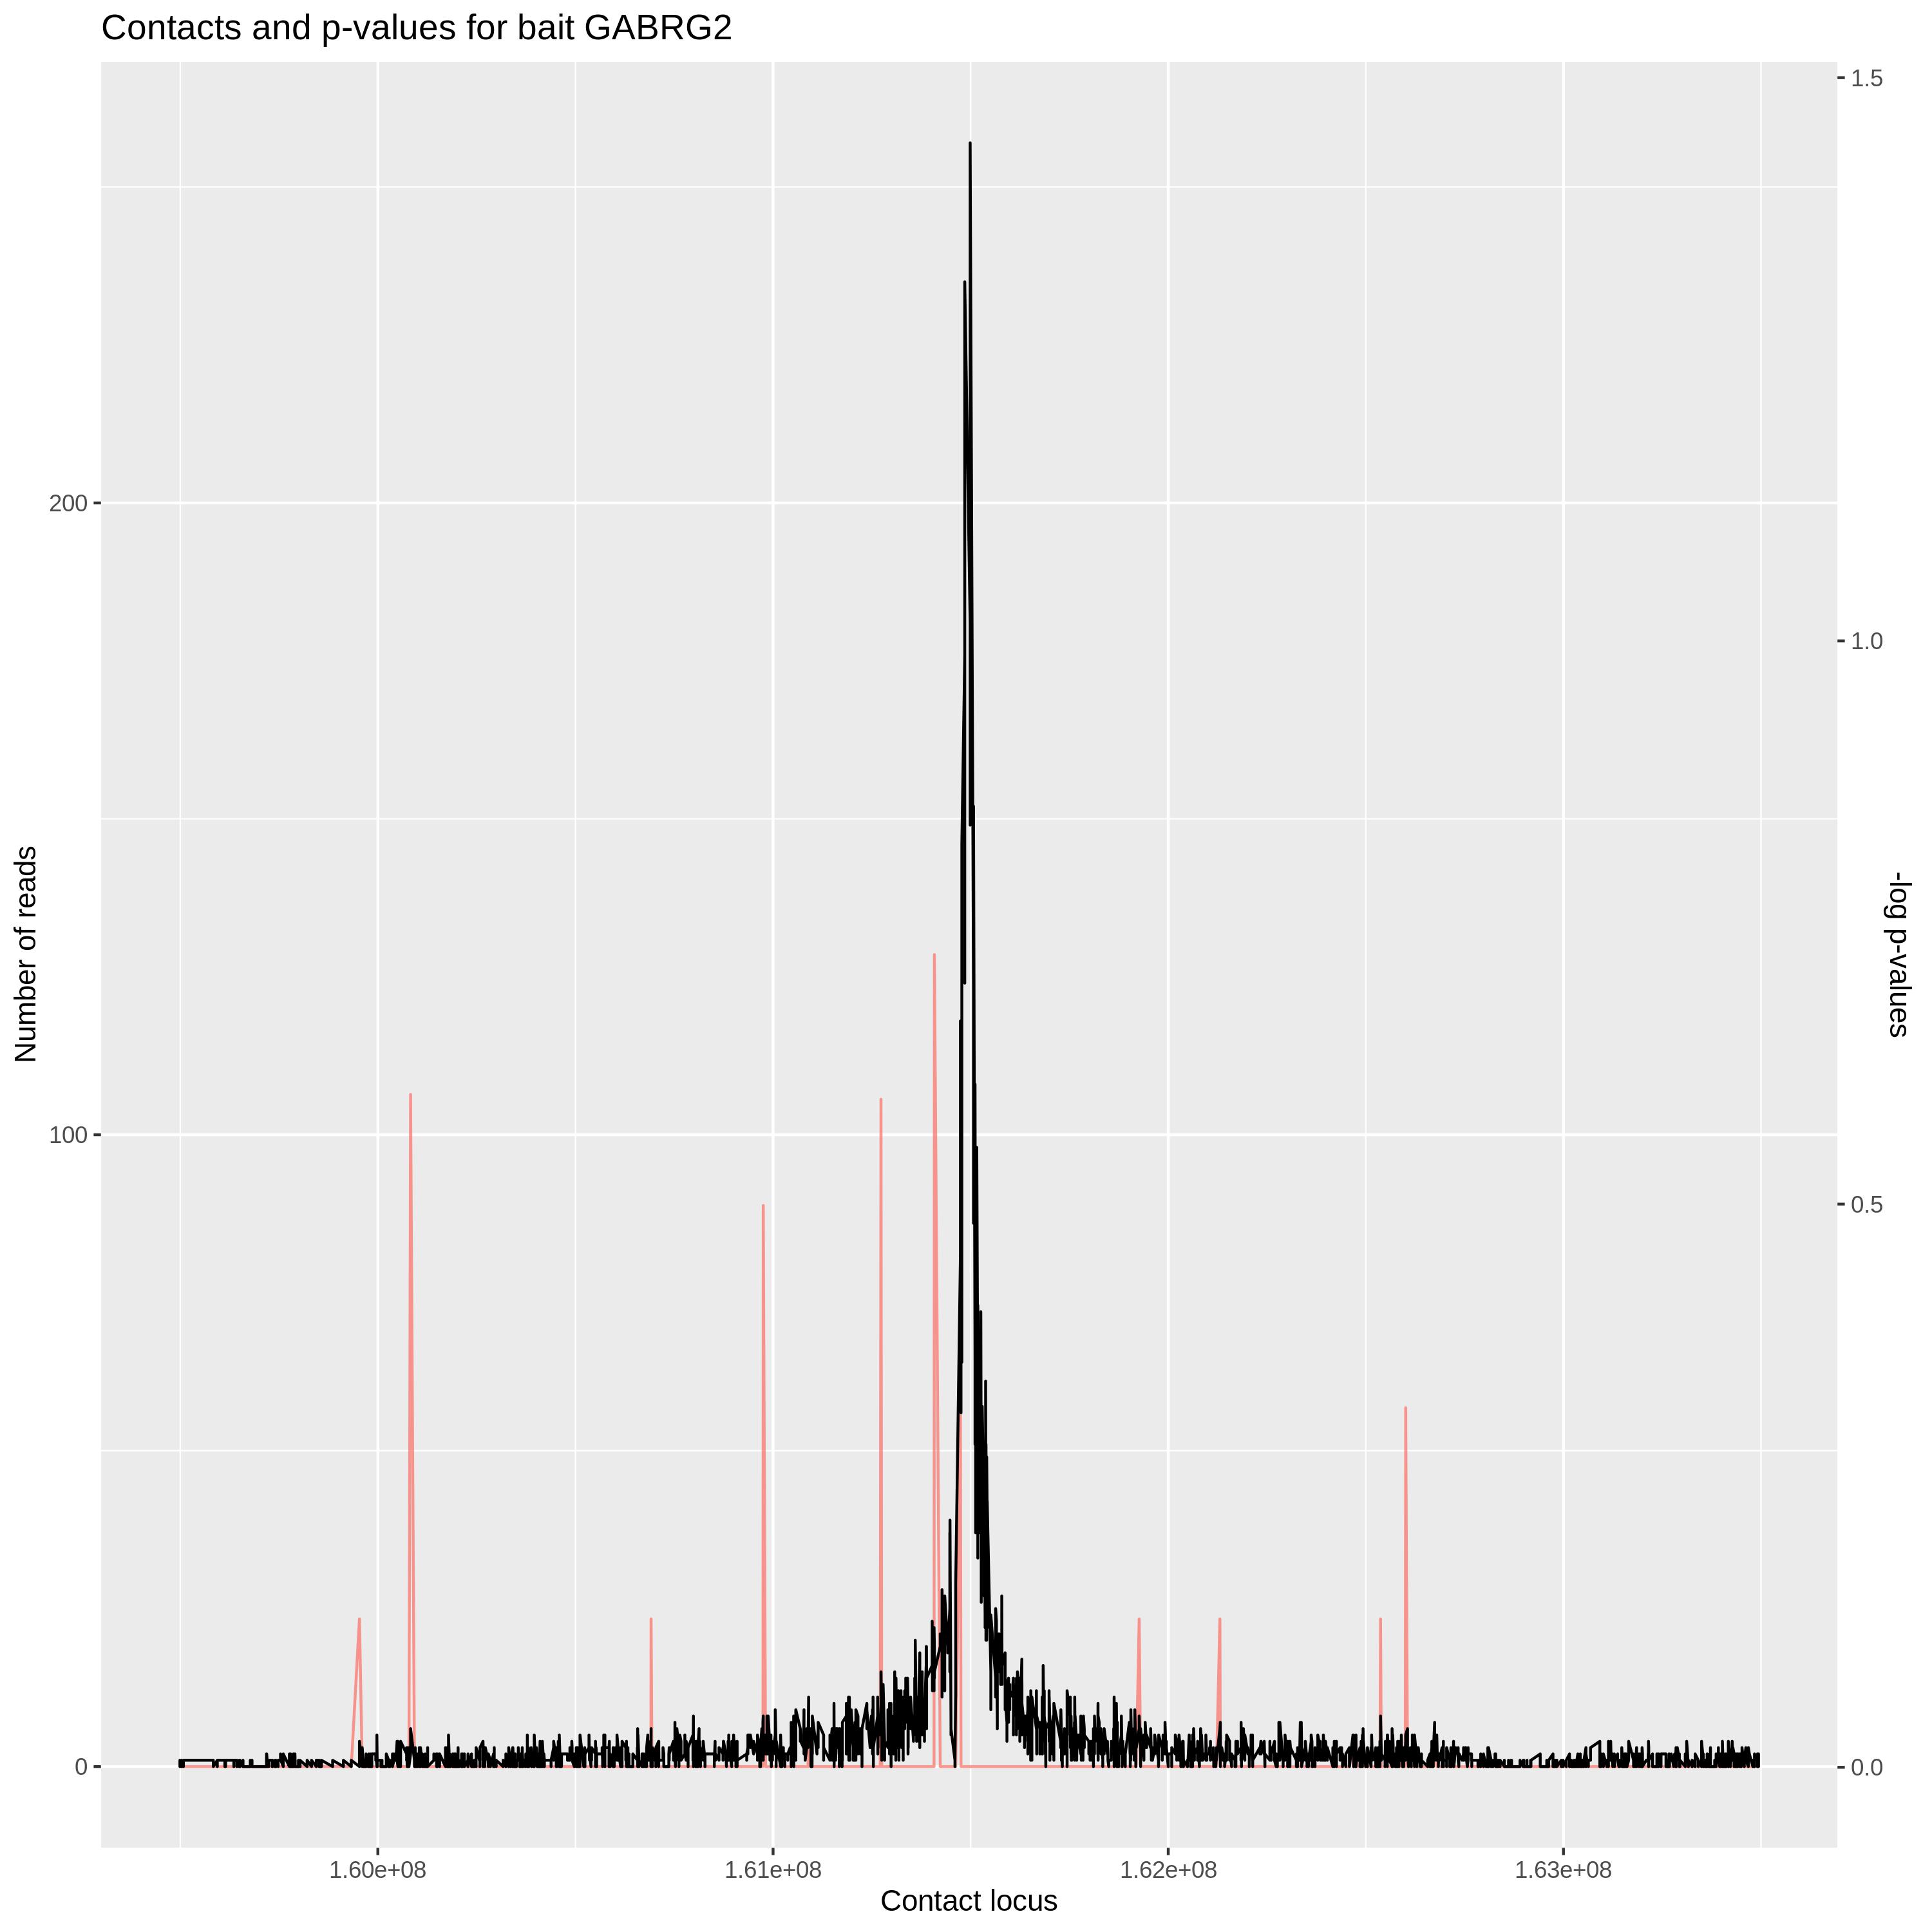 Contacts and p-values for bait GABRG2
1.5
200
1.0
Number of reads
-log p-values
100
0.5
0
0.0
1.60e+08
1.61e+08
1.62e+08
1.63e+08
Contact locus